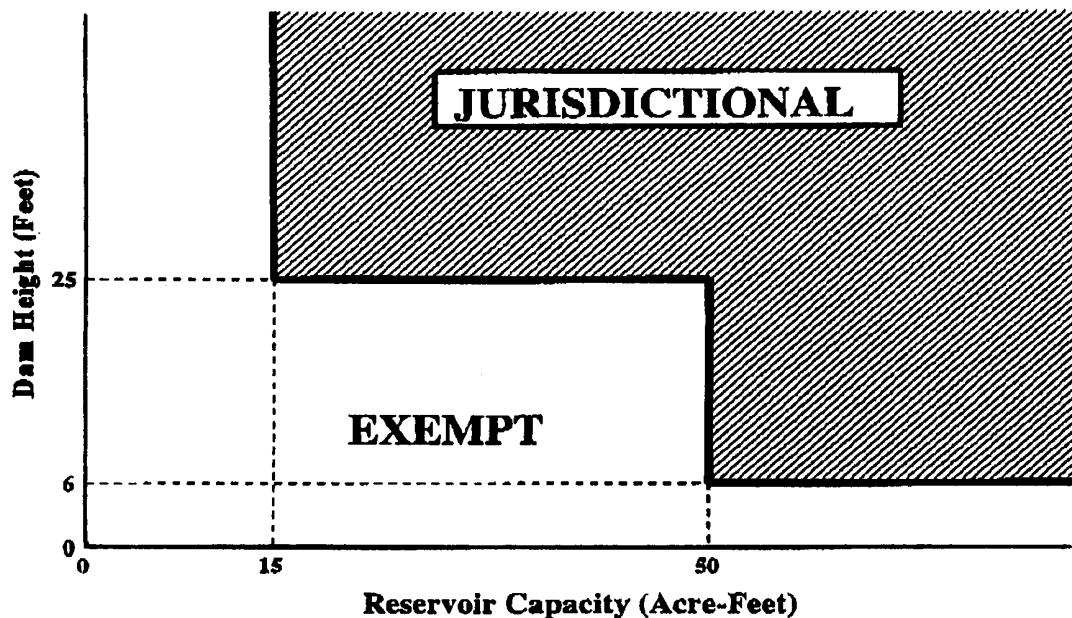 JURISDICTIONAL
Dam Height (Feet)
25
EXEMPT
6
0
0 15 50
Reservoir Capacity (Acre-Feet)